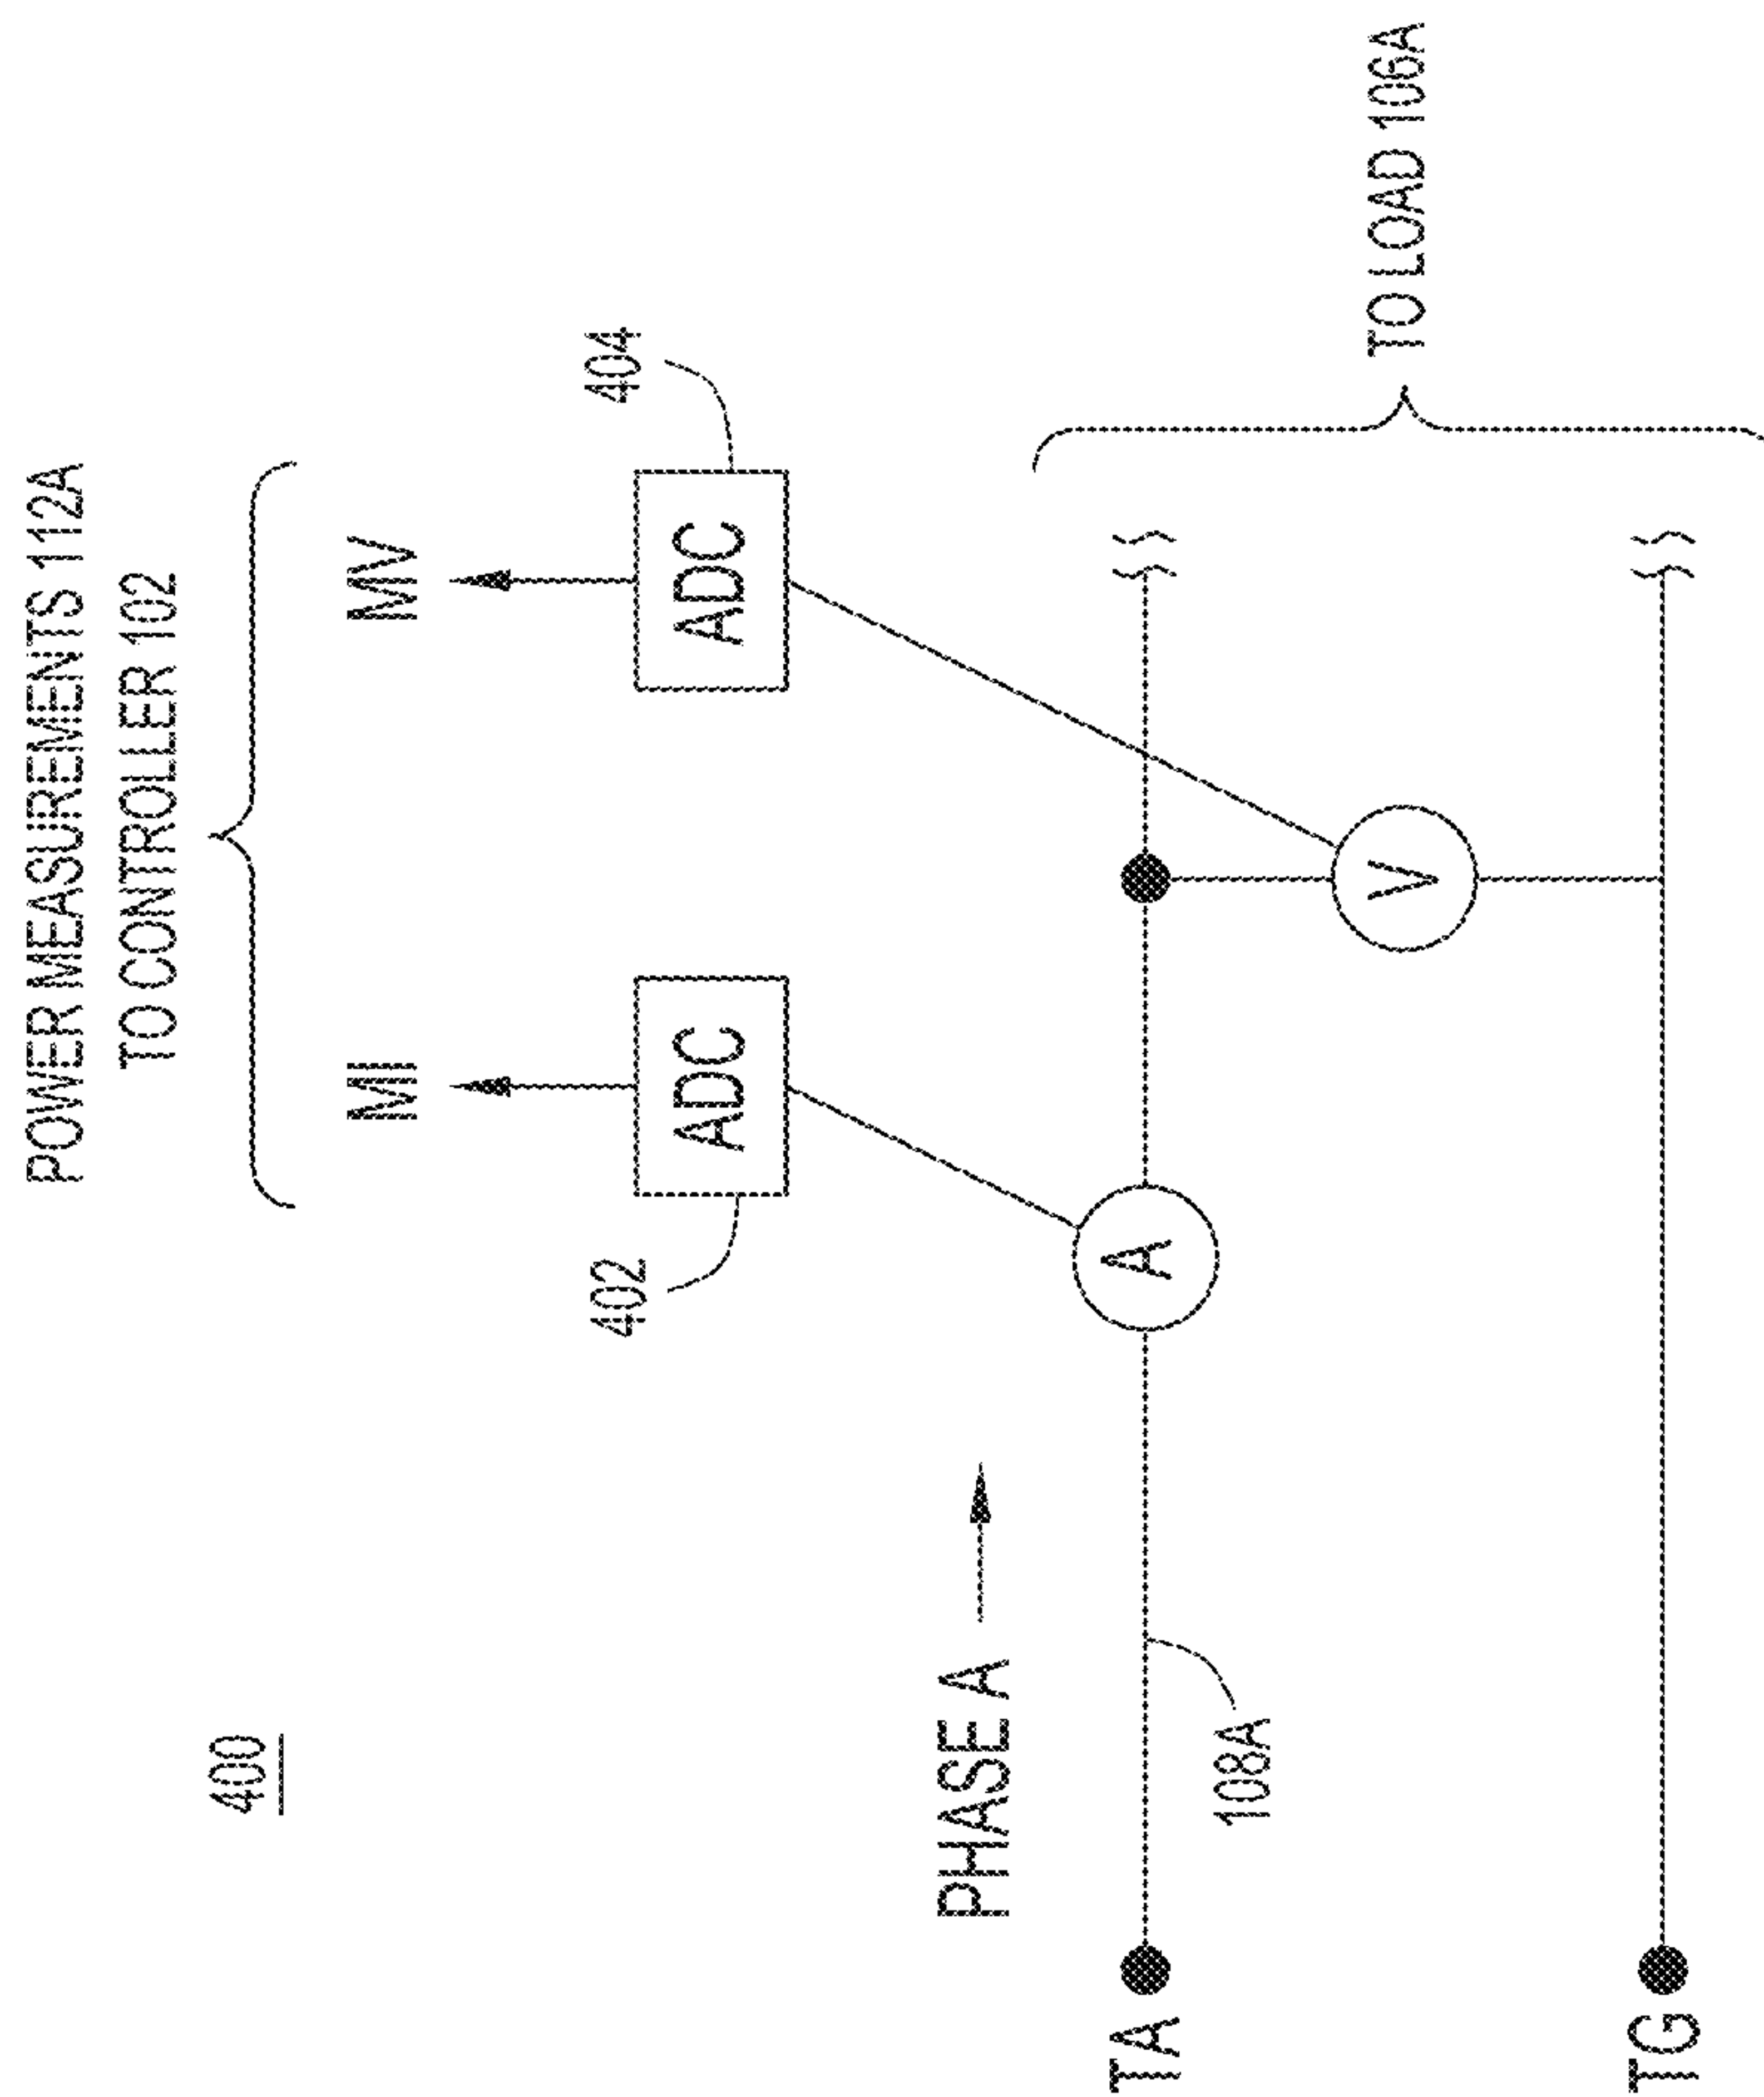 POWER MEASUREMENTS 112A
TO CONTROLLER 102
400
MI
MV
402
ADC
ADC
404
PHASE A
TA
108A
A
V
TG
TO LOAD 106A